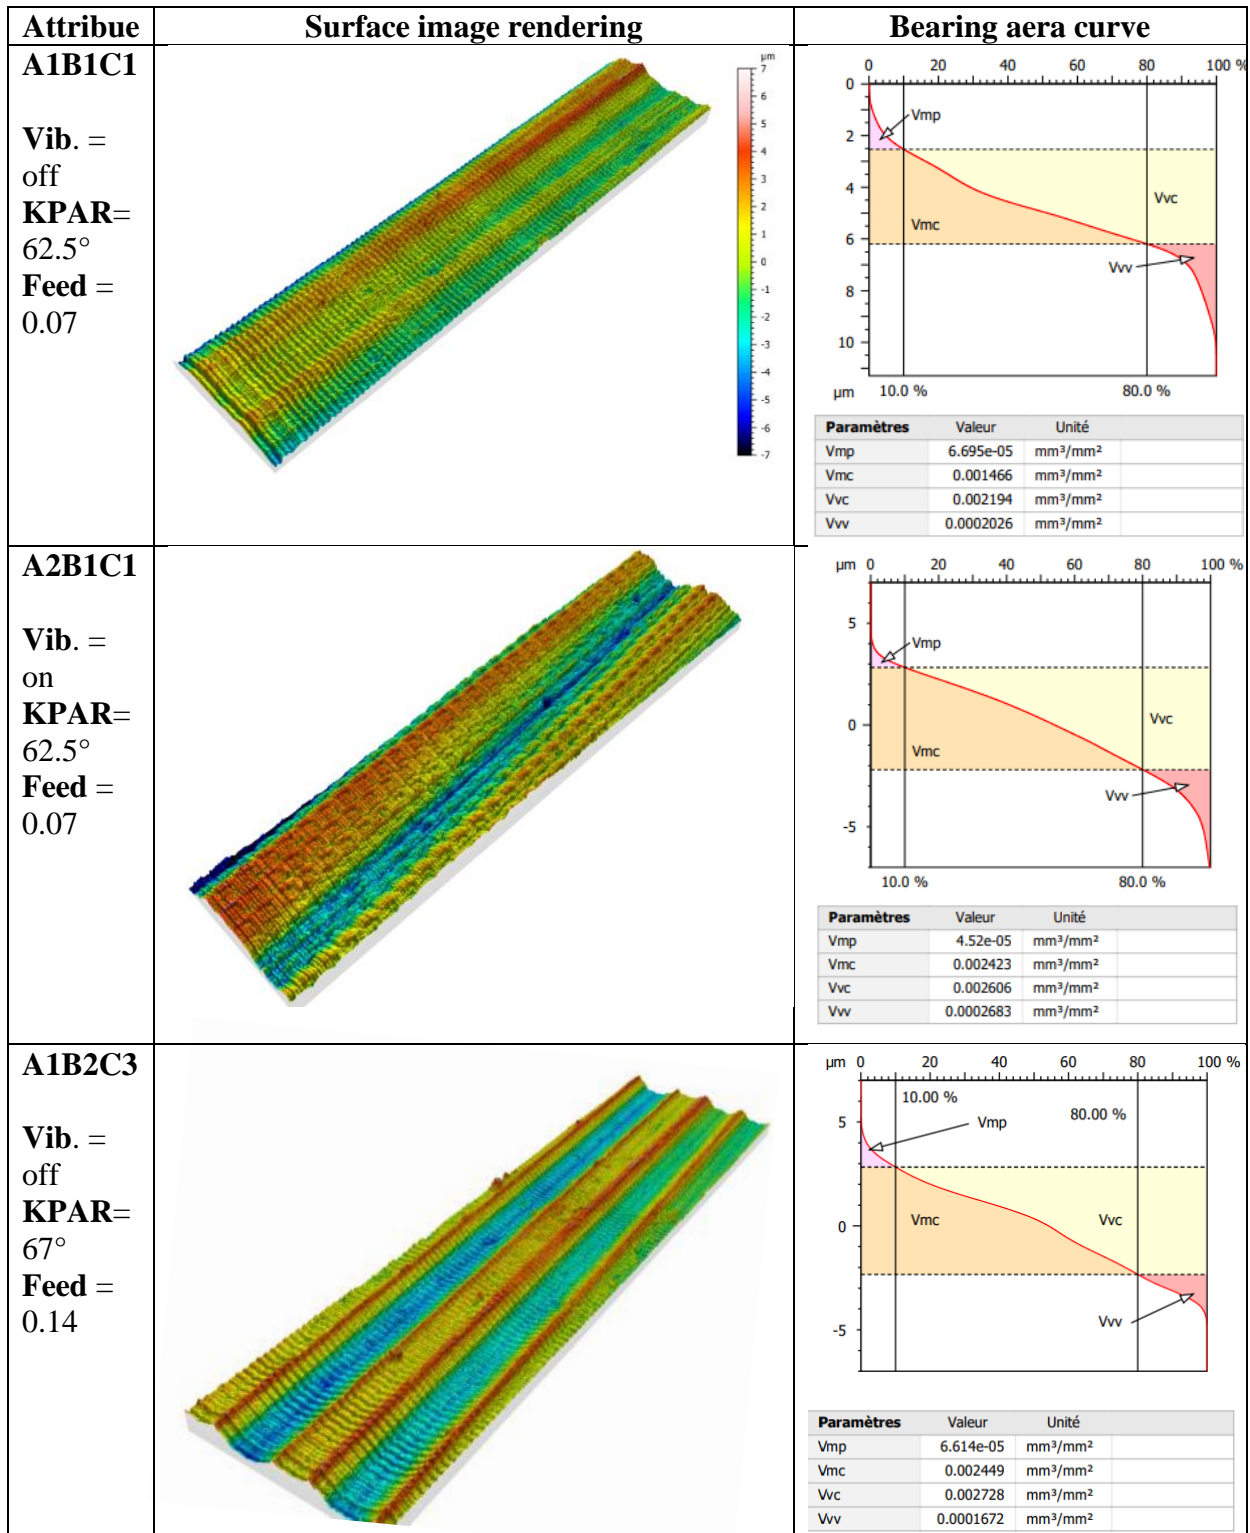 Attribue Surface image rendering Bearing aera curve
A1B1C1
Vib. =
off
KPAR=
62.5°
Feed =
0.07
µm
7
6
5
4
3
2
1
0
-1
-2
-3
-4
-5
-6
-7
0 20 40 60 80 100 %
0
2
4
6
8
10
Vmp
Vvc
Vmc
Vvv
µm 10.0 % 80.0 %
Paramètres Valeur Unité
Vmp 6.695e-05 mm³/mm²
Vmc 0.001466 mm³/mm²
Vvc 0.002194 mm³/mm²
Vvv 0.0002026 mm³/mm²
A2B1C1
Vib. =
on
KPAR=
62.5°
Feed =
0.07
µm 0 20 40 60 80 100 %
5
0
-5
Vmp
Vvc
Vmc
Vvv
10.0 % 80.0 %
Paramètres Valeur Unité
Vmp 4.52e-05 mm³/mm²
Vmc 0.002423 mm³/mm²
Vvc 0.002606 mm³/mm²
Vvv 0.0002683 mm³/mm²
A1B2C3
Vib. =
off
KPAR=
67°
Feed =
0.14
µm 0 20 40 60 80 100 %
10.00 %
80.00 %
5
0
-5
Vmp
Vmc
Vvc
Vvv
Paramètres Valeur Unité
Vmp 6.614e-05 mm³/mm²
Vmc 0.002449 mm³/mm²
Vvc 0.002728 mm³/mm²
Vvv 0.0001672 mm³/mm²